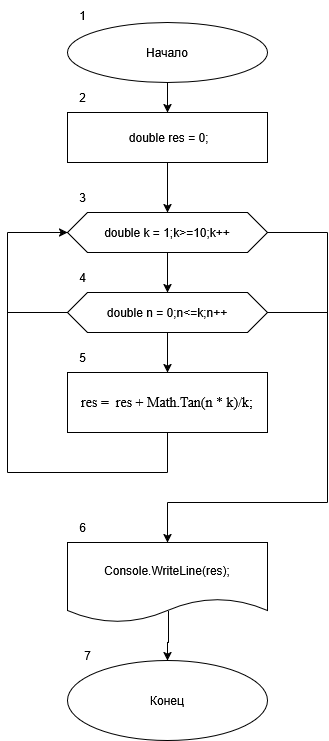 1
Начало
2
double res = 0;
3
double k = 1;k>=10;k++
4
double n = 0;n<=k;n++
5
res = res + Math.Tan(n * k)/k;
6
Console.WriteLine(res);
7
Конец